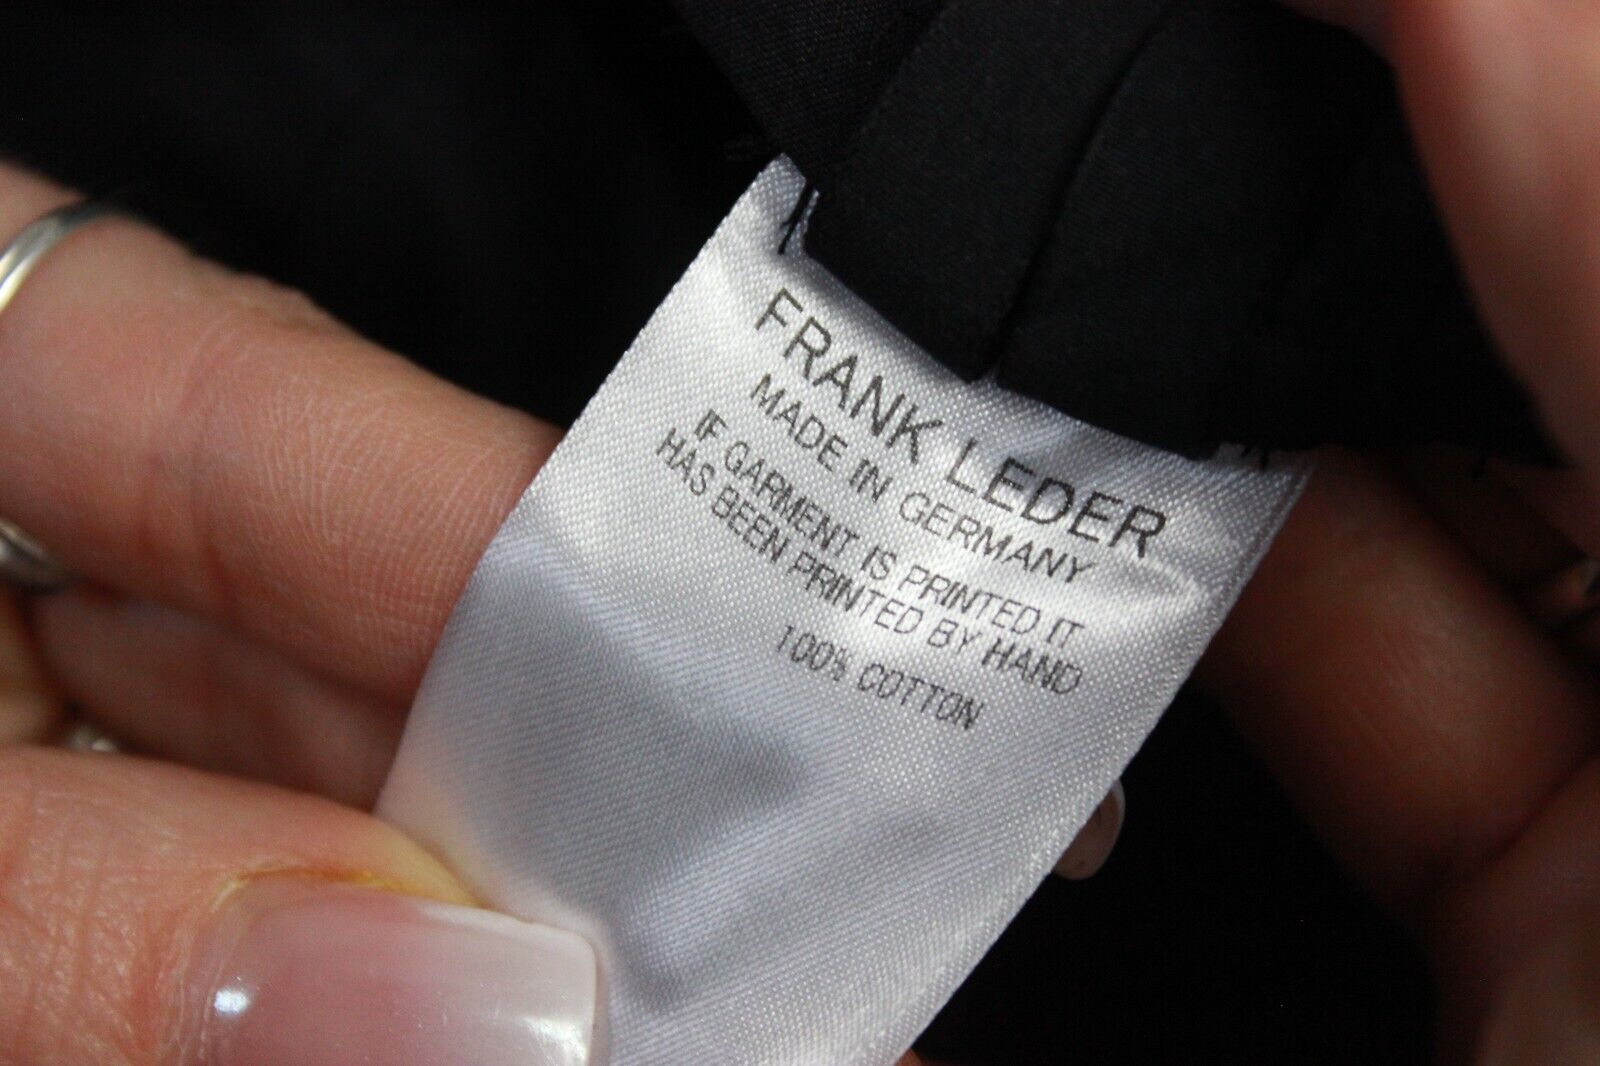 FRANK LEDER
MADE IN GERMANY
IF GARMENT IS PRINTED IT
HAS BEEN PRINTED BY HAND
100% COTTON